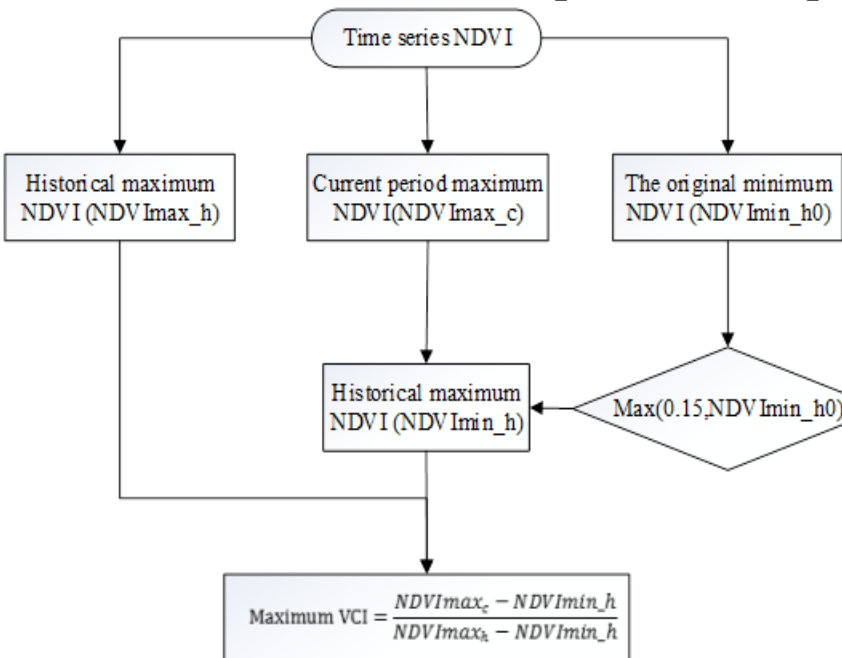 Time series NDVI
Historical maximum
NDVI (NDVImax_h)
Current period maximum
NDVI(NDVImax_c)
The original minimum
NDVI (NDVImin_h0)
Historical maximum
NDVI (NDVImin_h)
Max(0.15,NDVImin_h0)
Maximum VCI = (NDVImax_c − NDVImin_h) / (NDVImax_h − NDVImin_h)